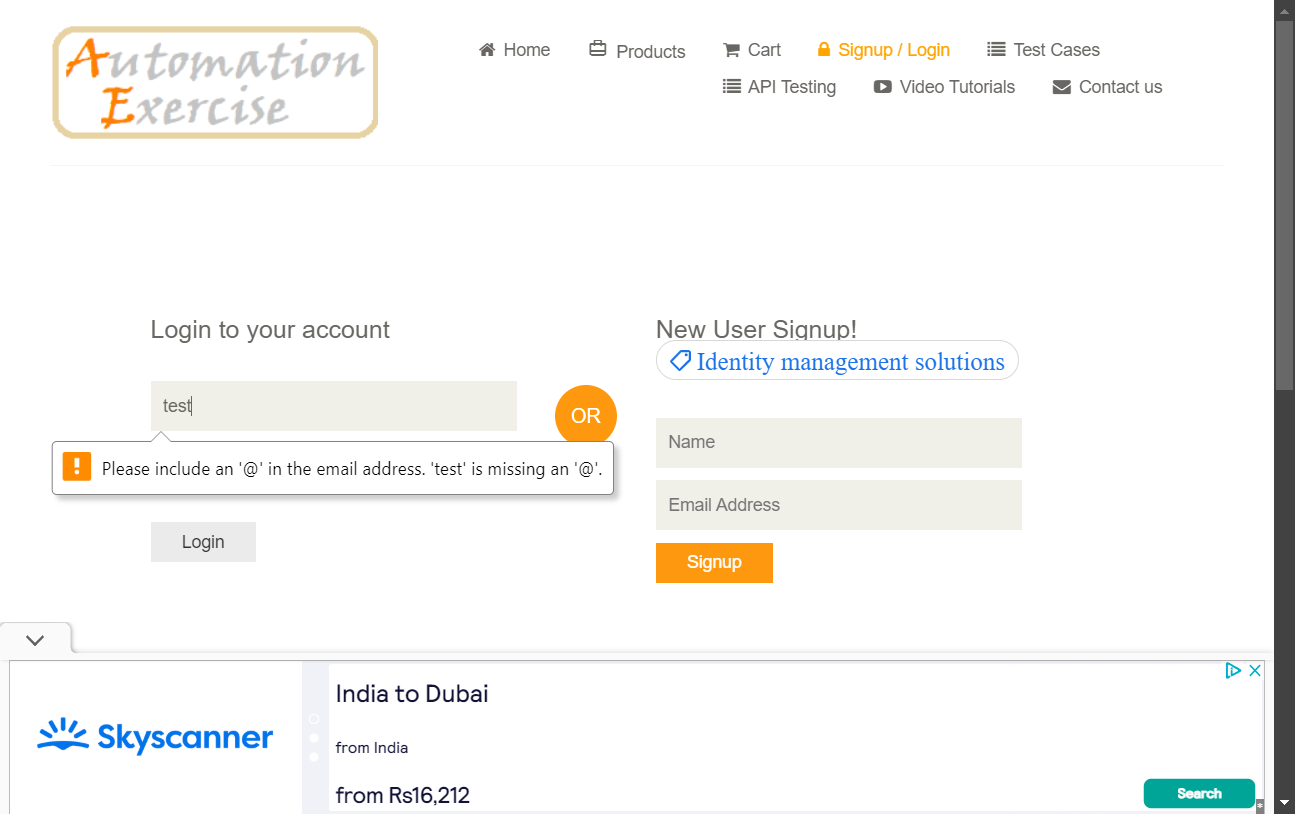 Automation
Exercise
Home
Products
Cart
Signup / Login
Test Cases
API Testing
Video Tutorials
Contact us
Login to your account
New User Signup!
Identity management solutions
test
OR
Name
Please include an '@' in the email address. 'test' is missing an '@'.
Email Address
Login
Signup
India to Dubai
Skyscanner
from India
from Rs16,212
Search